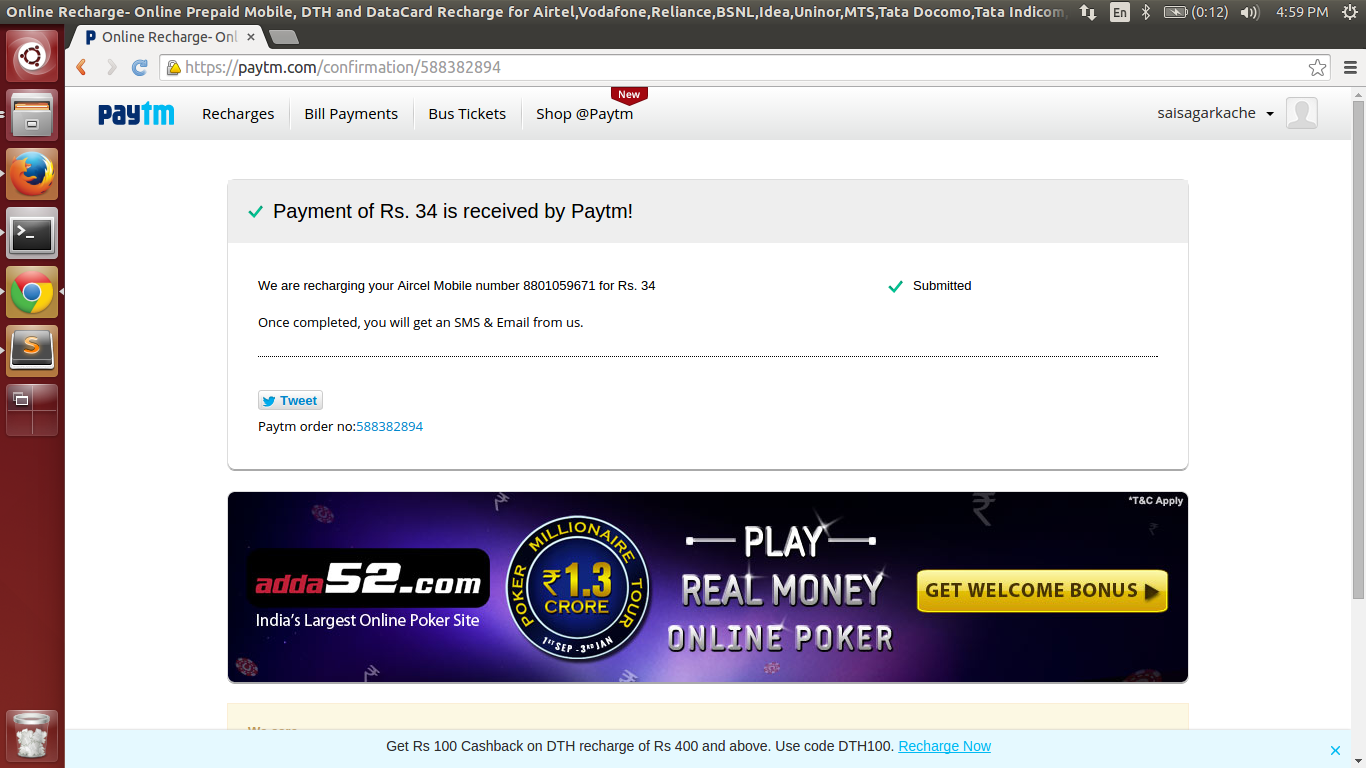 Online Recharge- Online Prepaid Mobile, DTH and DataCard Recharge for Airtel,Vodafone,Reliance,BSNL,Idea,Uninor,MTS,Tata Docomo,Tata Indicom,
En
(0:12)
4:59 PM
Online Recharge- Onl
https://paytm.com/confirmation/588382894
New
paytm
Recharges
Bill Payments
Bus Tickets
Shop @Paytm
saisagarkache
Payment of Rs. 34 is received by Paytm!
We are recharging your Aircel Mobile number 8801059671 for Rs. 34
Submitted
Once completed, you will get an SMS & Email from us.
Tweet
Paytm order no:588382894
*T&C Apply
adda52.com
India's Largest Online Poker Site
POKER MILLIONAIRE TOUR
₹1.3
CRORE
1ST SEP - 3RD JAN
PLAY
REAL MONEY
ONLINE POKER
GET WELCOME BONUS
Get Rs 100 Cashback on DTH recharge of Rs 400 and above. Use code DTH100. Recharge Now